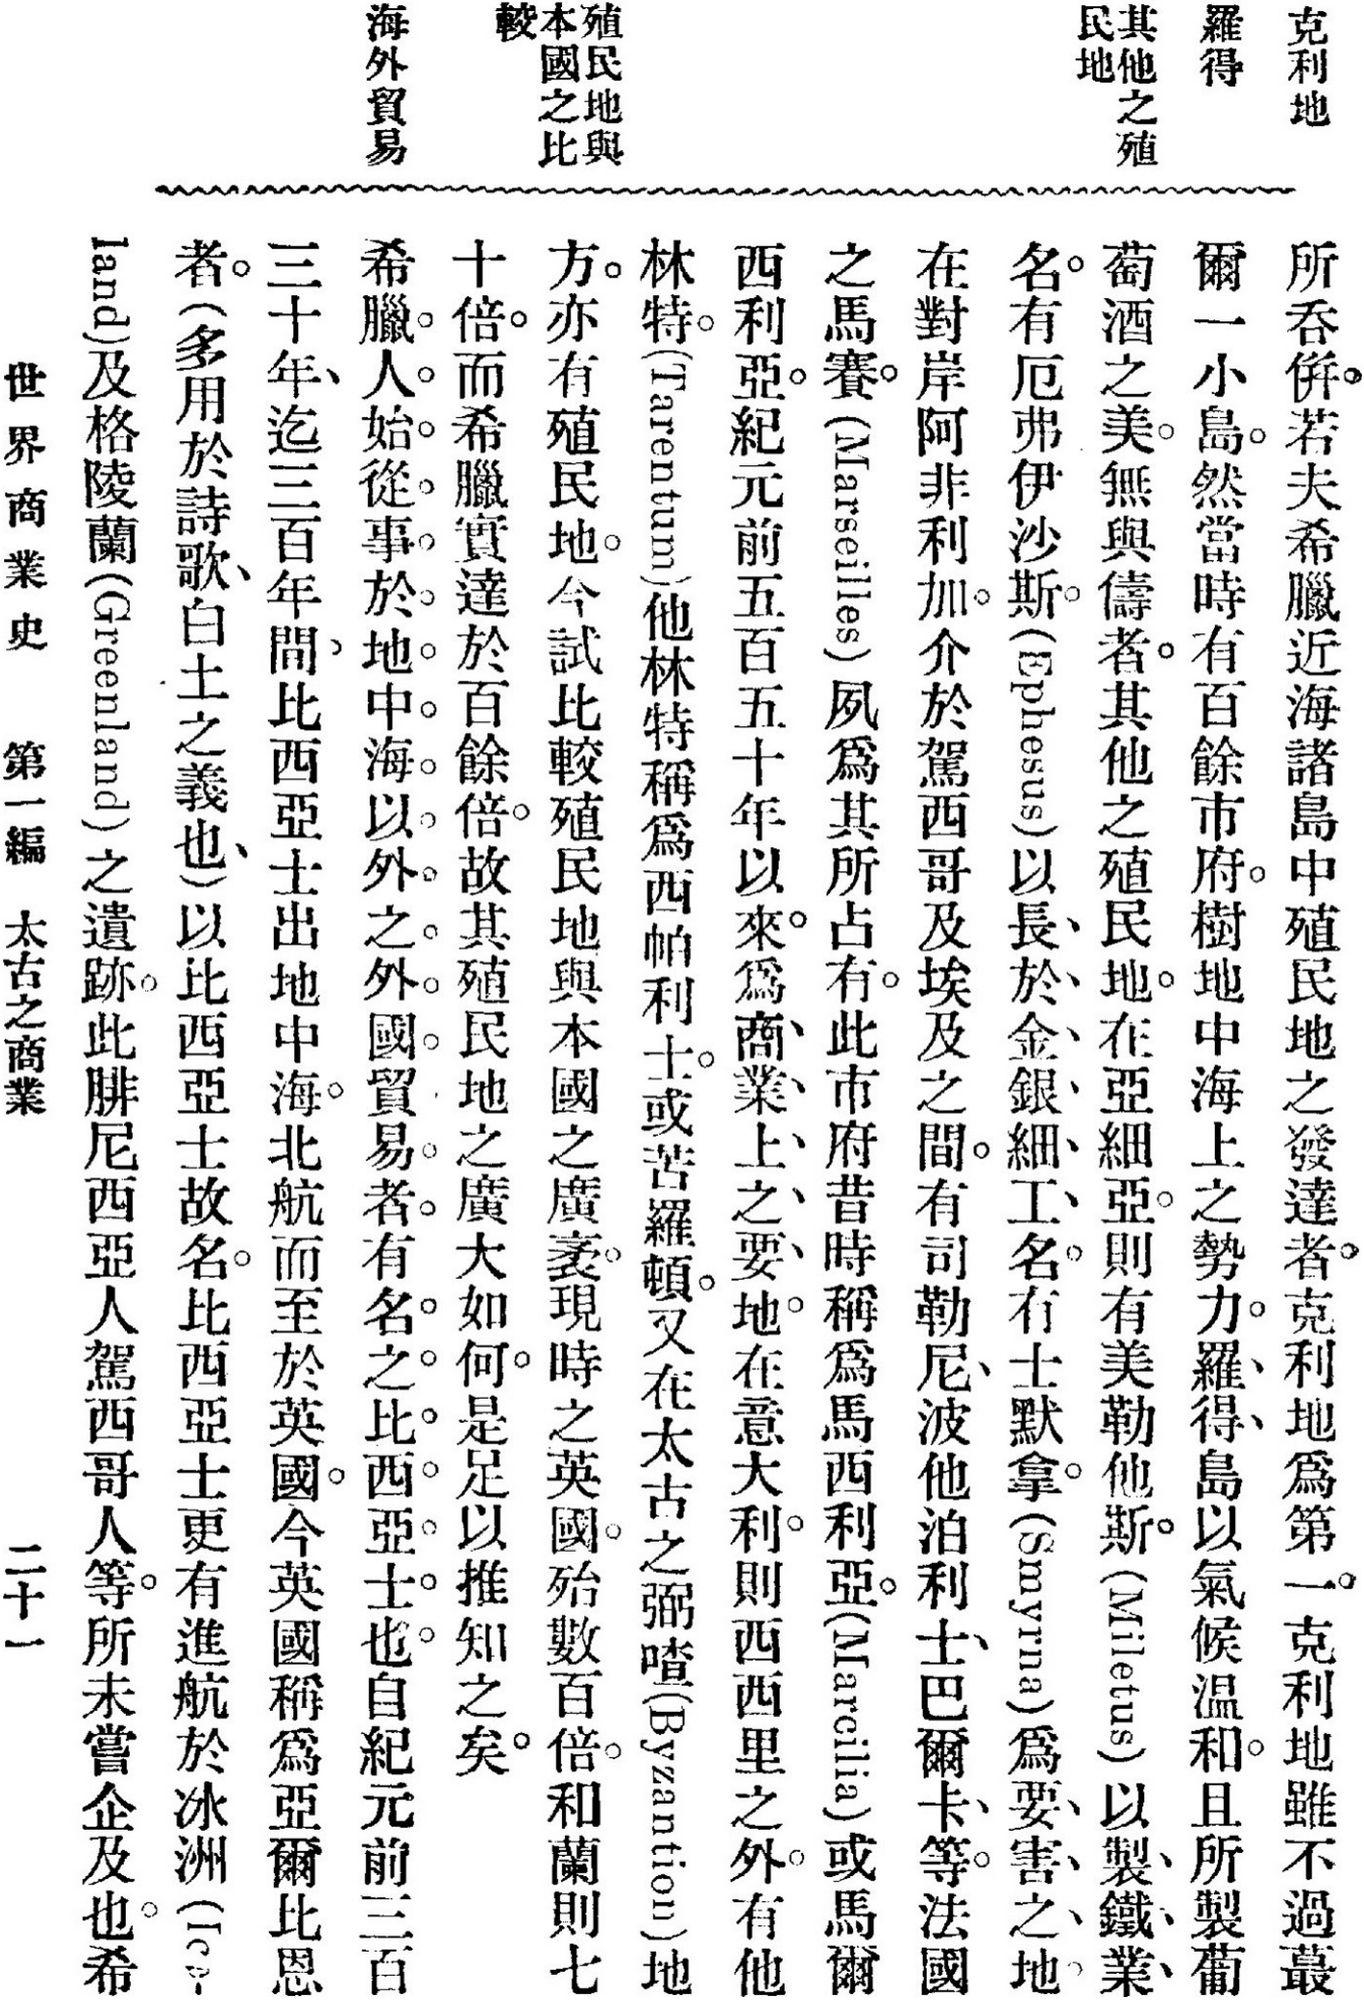 克利地
羅得
其他之殖
民地
殖民地與
本國之比
較
海外貿易
所呑併。若夫希臘近海諸島中殖民地之發達者。克利地爲第一。克利地雖不過蕞
爾一小島。然當時有百餘市府。樹地中海上之勢力。羅、得、島以氣候温和。且所製葡
萄酒之美。無與儔者。其他之殖民地。在亞細亞。則有美勒他斯。(Miletus)以製、鐵、業、
名。有厄弗伊沙斯。(Ephesus)以長、於、金、銀、細、工、名。有士默拿。(Smyrna)爲要、害、之、地。
在對岸阿非利加。介於駕西哥及埃及之間。有司勒尼、波他泊利士、巴爾卡、等。法國
之馬賽。(Marseilles)夙爲其所占有。此市府昔時稱爲馬西利亞。(Marcilia)或馬爾
西利亞。紀元前五百五十年以來。爲商、業、上、之、要、地。在意大利。則西西里之外。有他
林特。(Tarentum)他林特稱爲西帕利士。或苦羅頓。又在太古之弼喳(Byzantion)地
方。亦有殖民地。今試比較殖民地與本國之廣袤。現時之英國。殆數百倍。和蘭則七
十倍。而希臘實達於百餘倍。故其殖民地之廣大如何。是足以推知之矣。
希臘。人。始。從。事。於。地。中。海。以。外。之。外。國。貿易。者。有名。之。比。西。亞。士。也。自紀元前三百
三十年、迄三百年間、比西亞士出地中海。北航而至於英國。今英國稱爲亞爾比恩
者。(多用於詩歌、白土之義也、)以比西亞士故名。比西亞士更有進航於冰洲(Ice-
land)及格陵蘭(Greenland)之遺跡。此腓尼西亞人駕西哥人等。所未嘗企及也。希
世界商業史　第一編　太古之商業　二十一